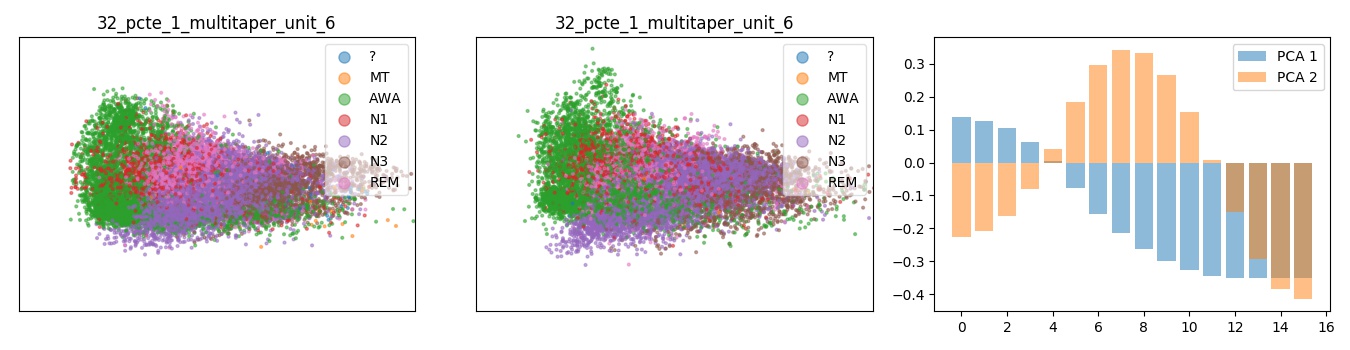 32_pcte_1_multitaper_unit_6
?
MT
AWA
N1
N2
N3
REM
32_pcte_1_multitaper_unit_6
?
MT
AWA
N1
N2
N3
REM
PCA 1
PCA 2
0.3
0.2
0.1
0.0
−0.1
−0.2
−0.3
−0.4
0 2 4 6 8 10 12 14 16